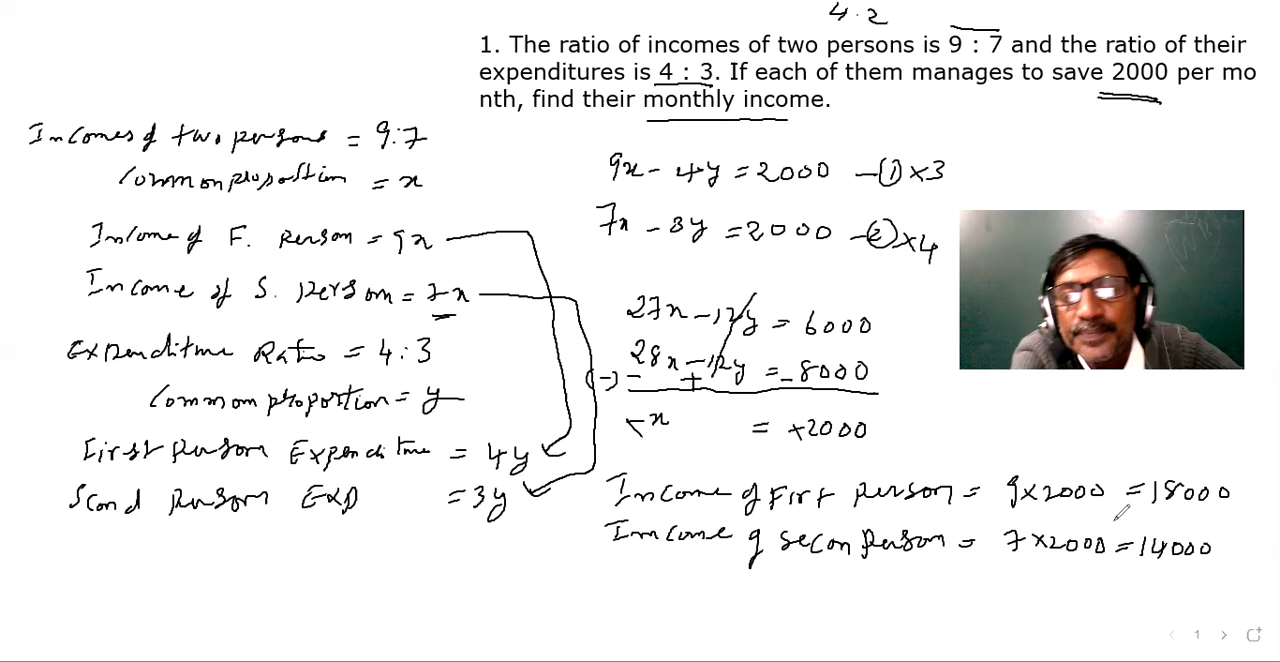 4.2
1. The ratio of incomes of two persons is 9 : 7 and the ratio of their
expenditures is 4 : 3. If each of them manages to save 2000 per mo
nth, find their monthly income.
Incomes of two persons = 9:7
Common proportion = x
Income of F. Person = 9x
Income of S. person = 7x
Expenditure Ratio = 4:3
Common proportion = y
First person Expenditure = 4y
Scond person Exp = 3y
9x - 4y = 2000 - ① × 3
7x - 3y = 2000 - ② × 4
27x - 12y = 6000
(-) 28x - 12y = 8000
- + -
-x = -2000
Income of First person = 9 × 2000 = 18000
Income of secon person = 7 × 2000 = 14000
1